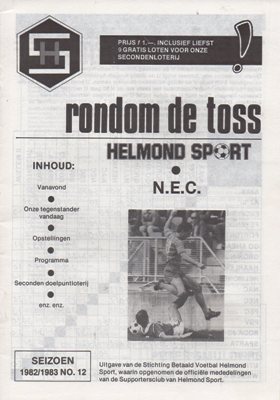 SHS
PRIJS f 1.—. INCLUSIEF LIEFST
9 GRATIS LOTEN VOOR ONZE
SECONDENLOTERIJ
!
rondom de toss
HELMOND SPORT
N.E.C.
INHOUD:
Vanavond
Onze tegenstander
vandaag
Opstellingen
Programma
Seconden doelpuntloterij
enz. enz.
SEIZOEN
1982/1983 NO. 12
Uitgave van de Stichting Betaald Voetbal Helmond
Sport, waarin opgenomen de officiële mededelingen
van de Supportersclub van Helmond Sport.